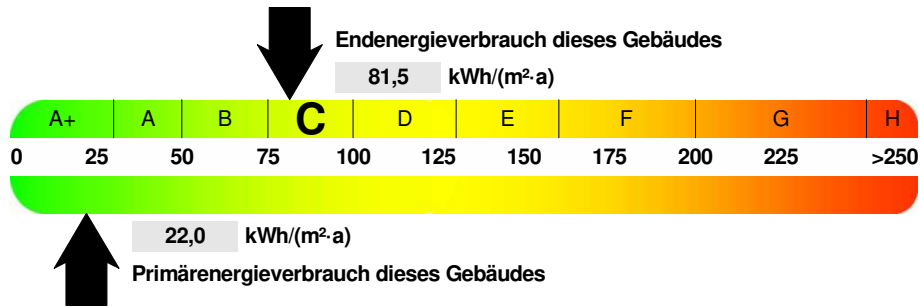 Endenergieverbrauch dieses Gebäudes
81,5 kWh/(m²·a)
A+ A B C D E F G H
0 25 50 75 100 125 150 175 200 225 >250
22,0 kWh/(m²·a)
Primärenergieverbrauch dieses Gebäudes